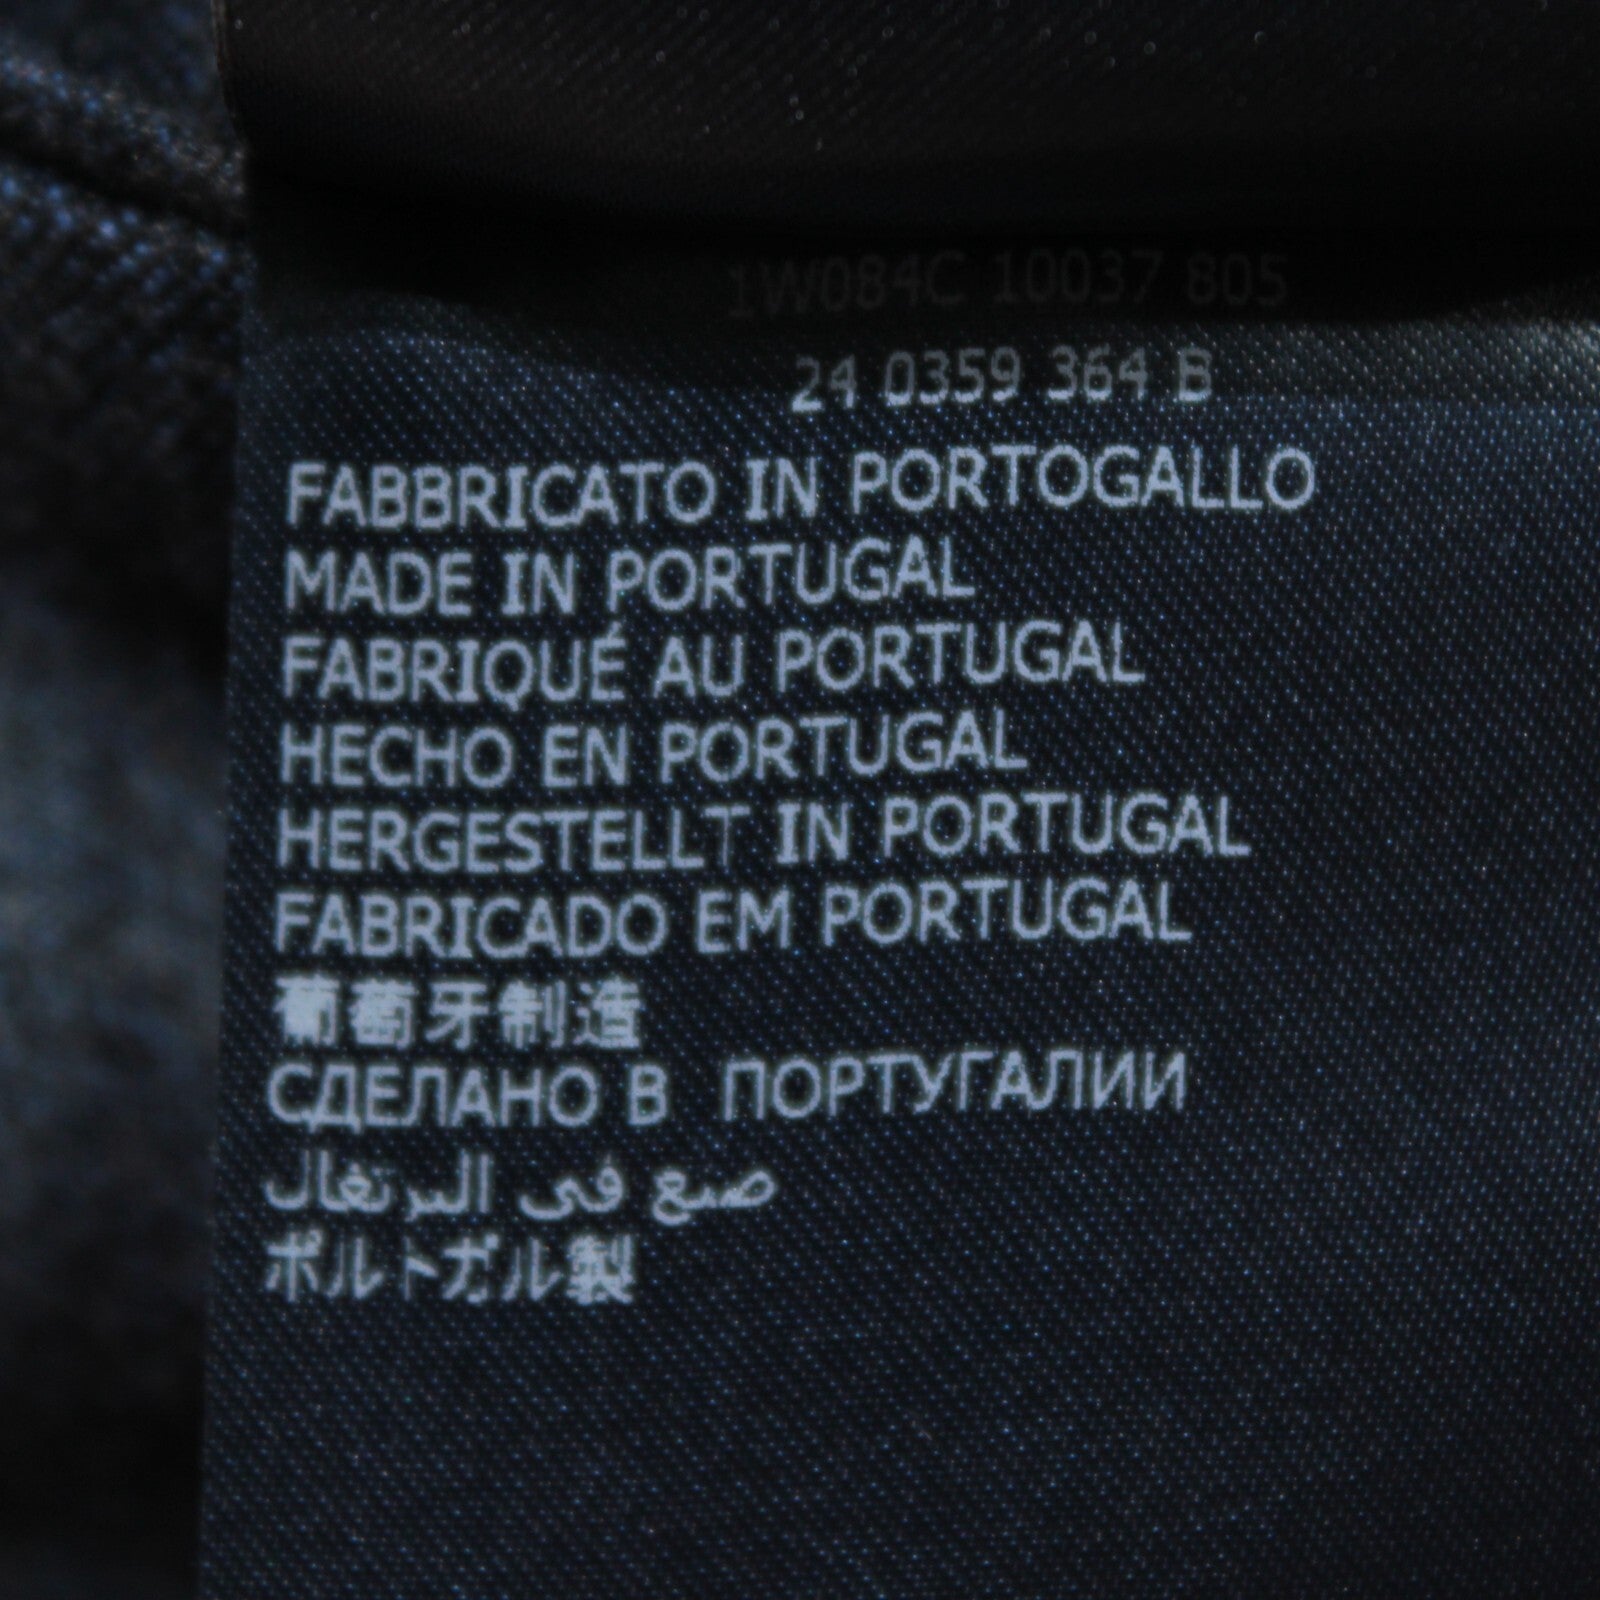 1W084C 10037 805
24 0359 364 B
FABBRICATO IN PORTOGALLO
MADE IN PORTUGAL
FABRIQUÉ AU PORTUGAL
HECHO EN PORTUGAL
HERGESTELLT IN PORTUGAL
FABRICADO EM PORTUGAL
葡萄牙制造
СДЕЛАНО В ПОРТУГАЛИИ
صنع في البرتغال
ポルトガル製